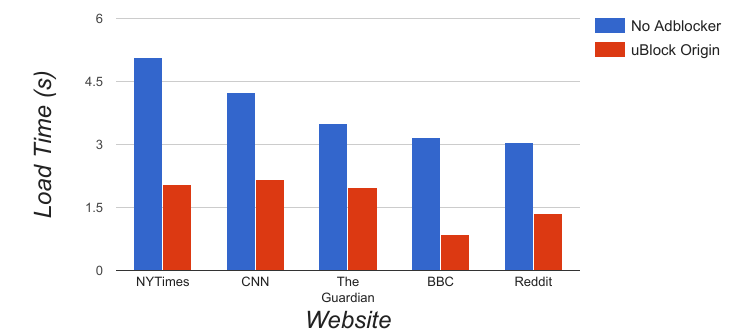 6
4.5
3
1.5
0
Load Time (s)
NYTimes
CNN
The
Guardian
BBC
Reddit
Website
No Adblocker
uBlock Origin